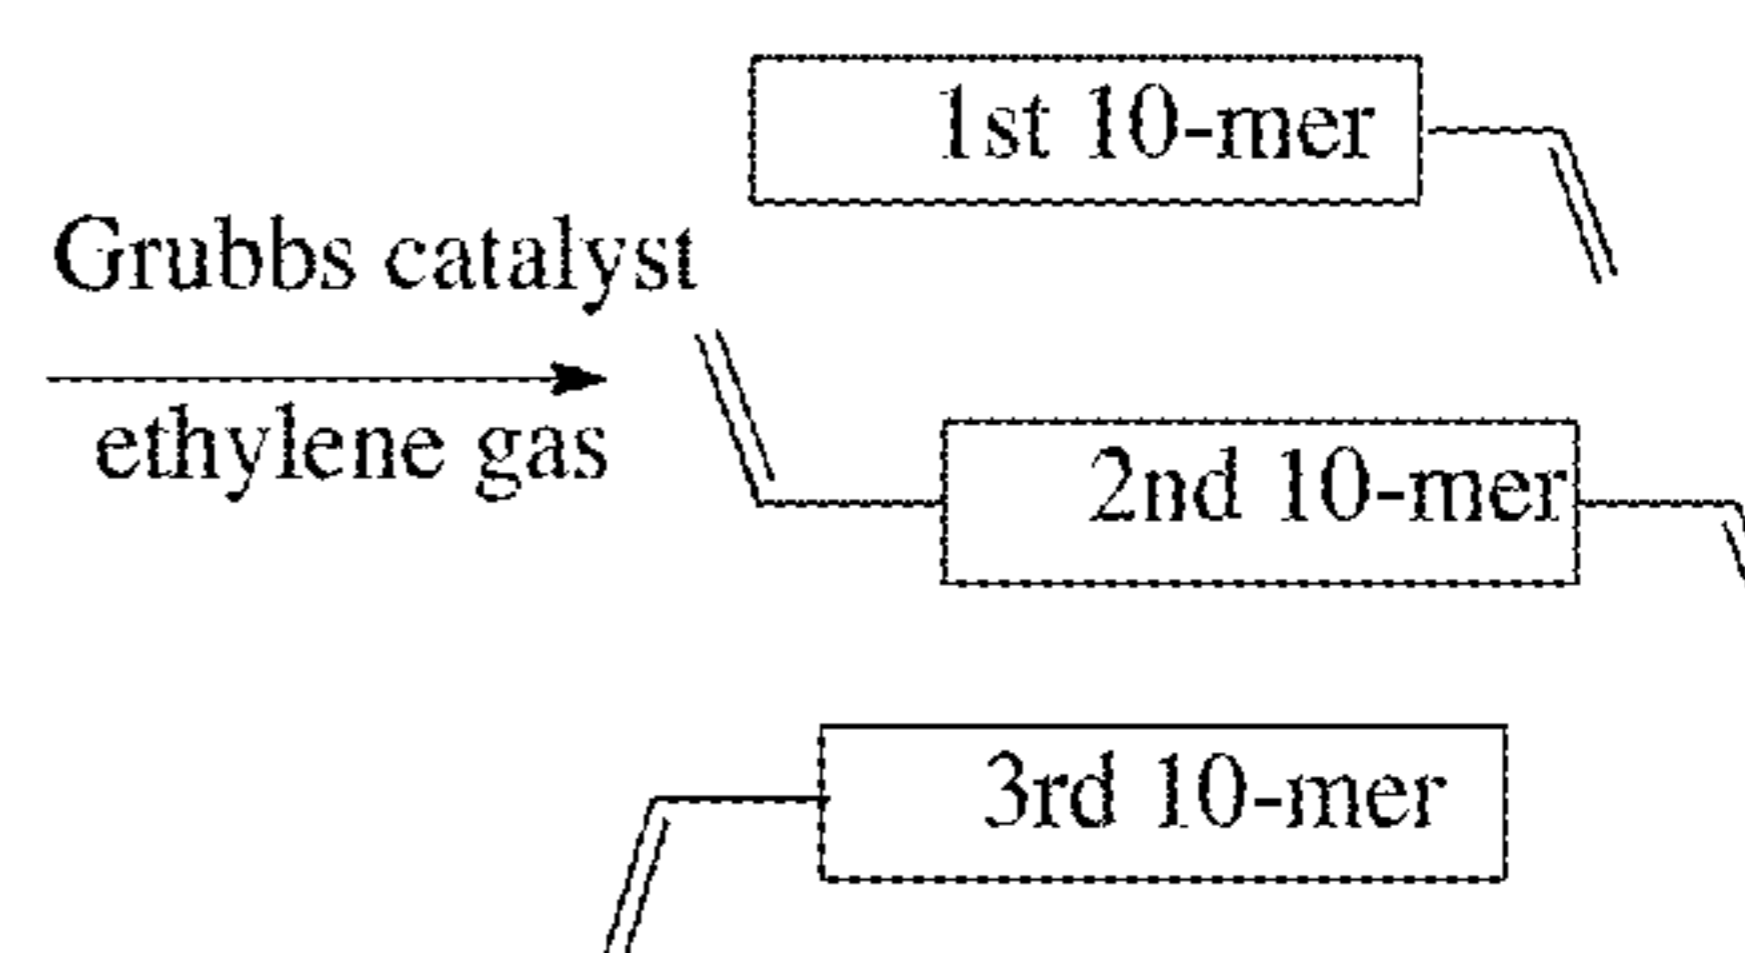 1st 10-mer
Grubbs catalyst
ethylene gas
2nd 10-mer
3rd 10-mer